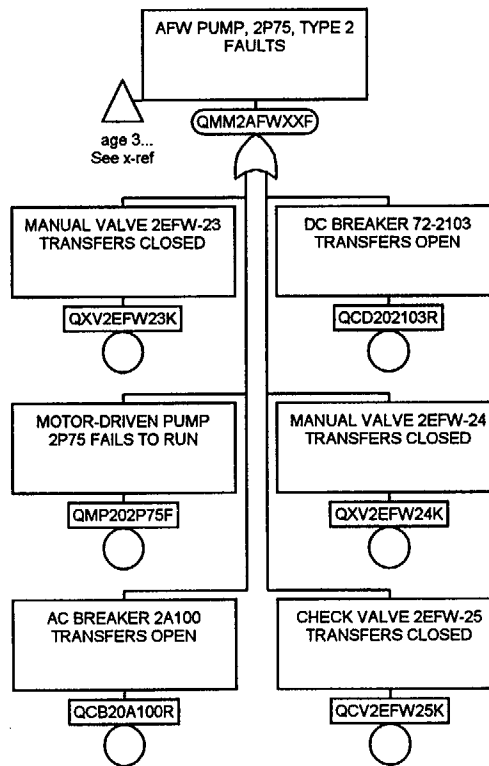 AFW PUMP, 2P75, TYPE 2
FAULTS
QMM2AFWXXF
age 3...
See x-ref
MANUAL VALVE 2EFW-23
TRANSFERS CLOSED
QXV2EFW23K
DC BREAKER 72-2103
TRANSFERS OPEN
QCD202103R
MOTOR-DRIVEN PUMP
2P75 FAILS TO RUN
QMP202P75F
MANUAL VALVE 2EFW-24
TRANSFERS CLOSED
QXV2EFW24K
AC BREAKER 2A100
TRANSFERS OPEN
QCB20A100R
CHECK VALVE 2EFW-25
TRANSFERS CLOSED
QCV2EFW25K